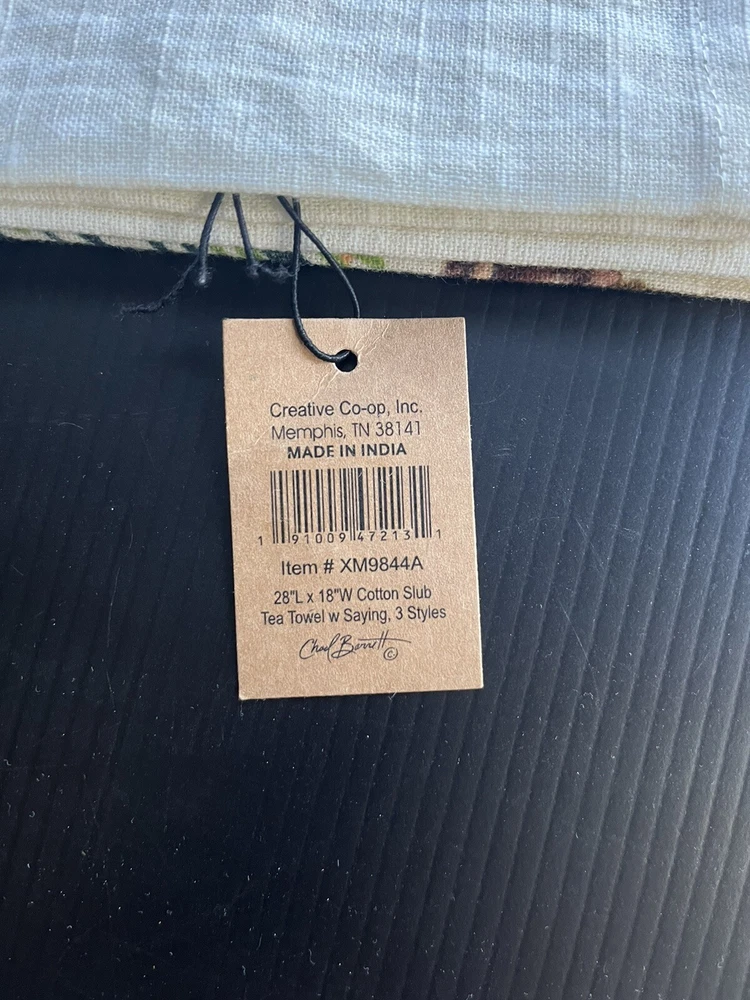 Creative Co-op, Inc.
Memphis, TN 38141
MADE IN INDIA
1 91009 47213 1
Item # XM9844A
28"L x 18"W Cotton Slub
Tea Towel w Saying, 3 Styles
Chad Barrett ©